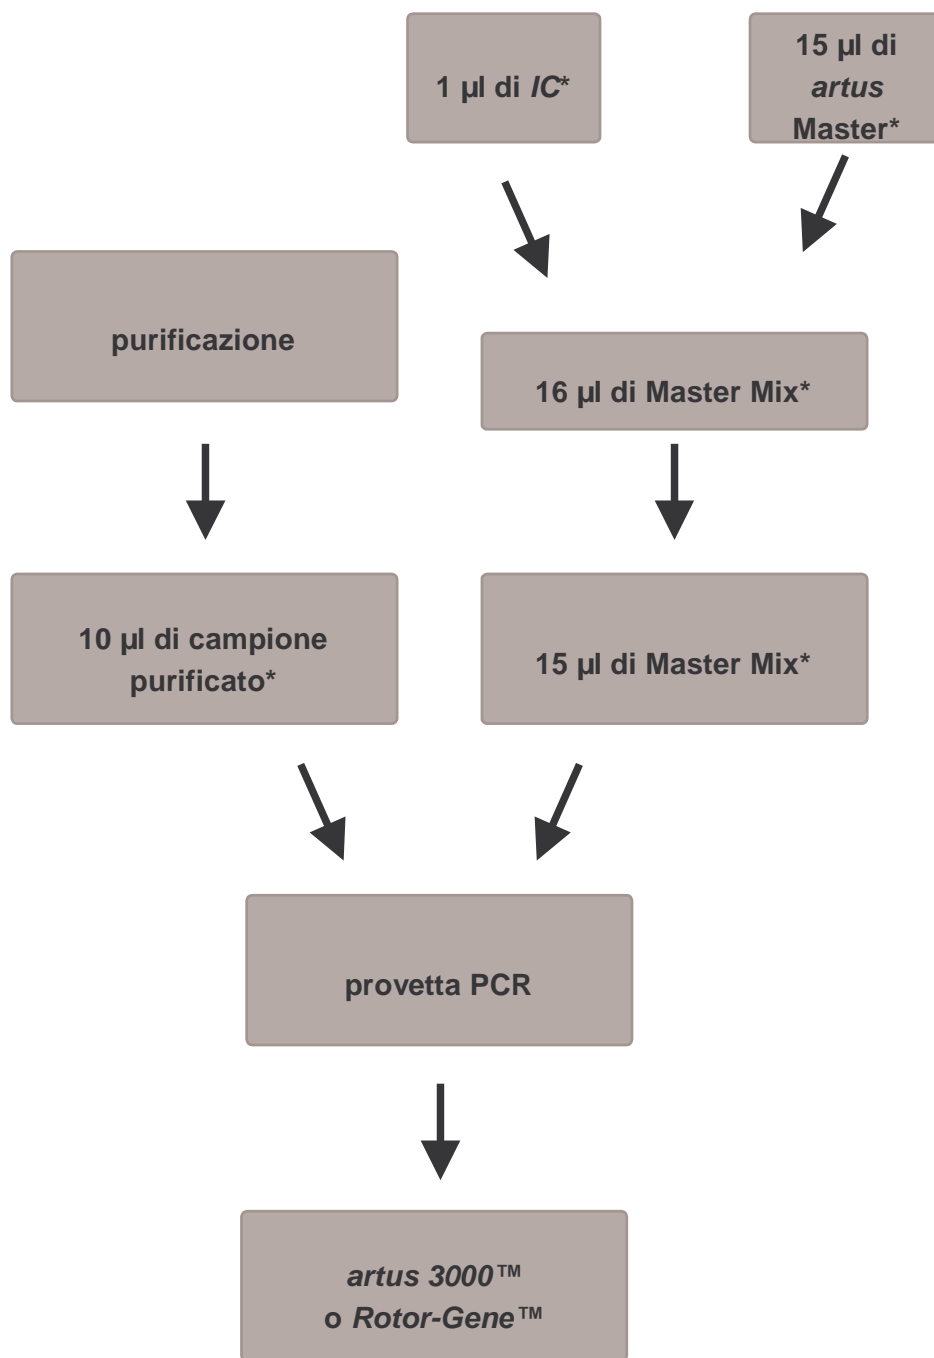 1 µl di IC*
15 µl di
artus
Master*
purificazione
16 µl di Master Mix*
10 µl di campione
purificato*
15 µl di Master Mix*
provetta PCR
artus 3000™
o Rotor-Gene™